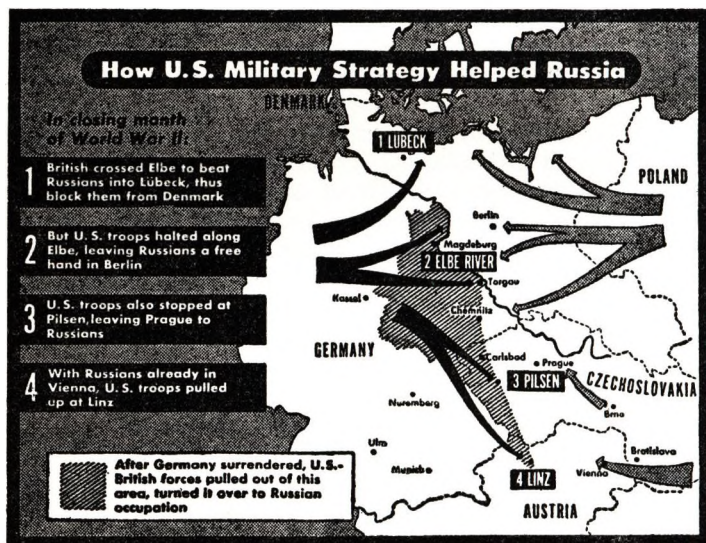 How U.S. Military Strategy Helped Russia
In closing month
of World War II:
1 British crossed Elbe to beat
Russians into Lübeck, thus
block them from Denmark
2 But U.S. troops halted along
Elbe, leaving Russians a free
hand in Berlin
3 U.S. troops also stopped at
Pilsen, leaving Prague to
Russians
4 With Russians already in
Vienna, U.S. troops pulled
up at Linz
After Germany surrendered, U.S.-
British forces pulled out of this
area, turned it over to Russian
occupation
DENMARK
1 LÜBECK
POLAND
Berlin
Magdeburg
2 ELBE RIVER
Torgau
Kassel
Chemnitz
GERMANY
Carlsbad
Prague
3 PILSEN
CZECHOSLOVAKIA
Nuremberg
Brno
Ulm
Munich
Bratislava
Vienna
4 LINZ
AUSTRIA